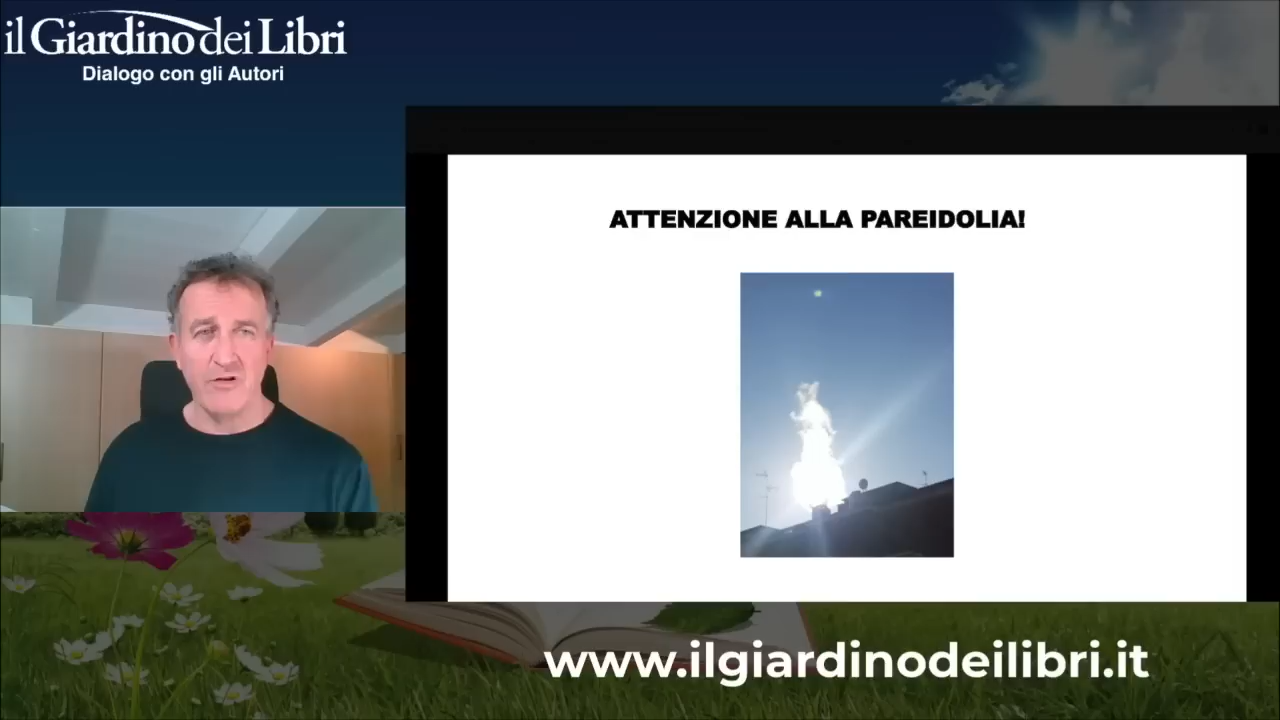 il Giardino dei Libri
Dialogo con gli Autori
ATTENZIONE ALLA PAREIDOLIA!
www.ilgiardinodeilibri.it